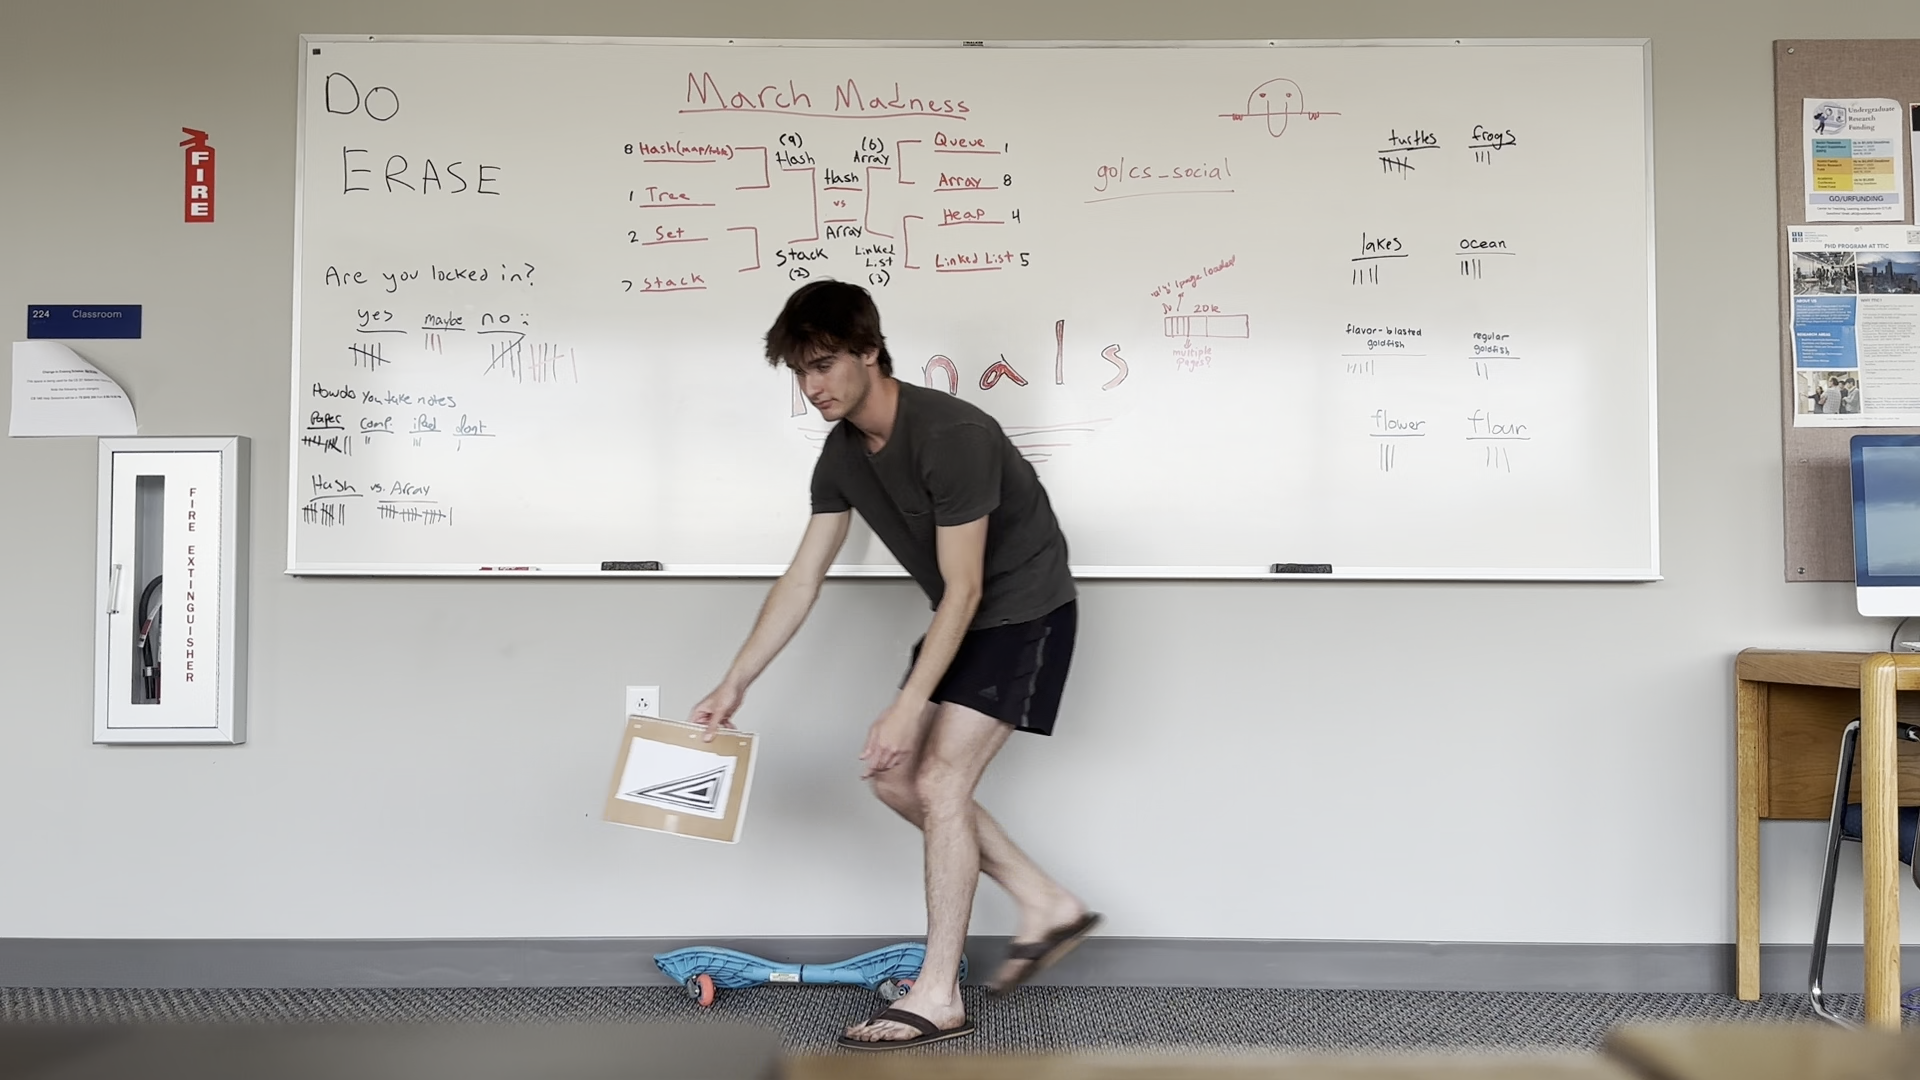 DO
ERASE
Are you locked in?
yes maybe no :
How do you take notes
Paper comp. iPad dont
Hash vs. Array
March Madness
8 Hash(map/table)
1 Tree
2 Set
7 Stack
(9)
Hash
Stack
(2)
Hash
vs
Array
(6)
Array
Linked
List
(3)
Queue 1
Array 8
Heap 4
Linked List 5
nals
go/cs_social
20k
multiple
pages?
turtles frogs
lakes ocean
flavor-blasted
goldfish
regular
goldfish
flower flour
FIRE
224 Classroom
FIRE EXTINGUISHER
Undergraduate
Research
Funding
GO/URFUNDING
PHD PROGRAM AT TTIC